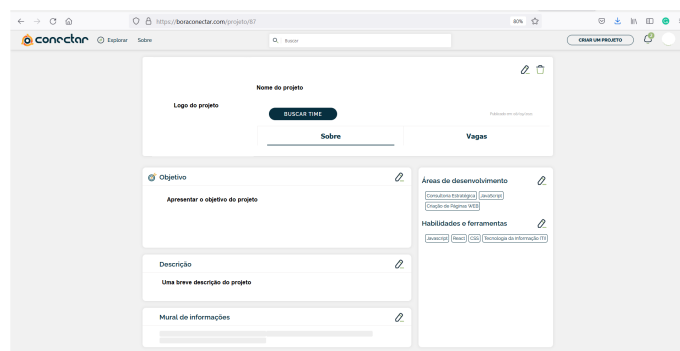 https://boraconectar.com/projeto/87
80%
conectar
Explorar
Sobre
Buscar
CRIAR UM PROJETO
Nome do projeto
Logo do projeto
BUSCAR TIME
Sobre
Vagas
Objetivo
Apresentar o objetivo do projeto
Áreas de desenvolvimento
Consultoria Estratégica
JavaScript
Criação de Páginas WEB
Habilidades e ferramentas
Javascript
React
CSS
Tecnologia da Informação (TI)
Descrição
Uma breve descrição do projeto
Mural de informações